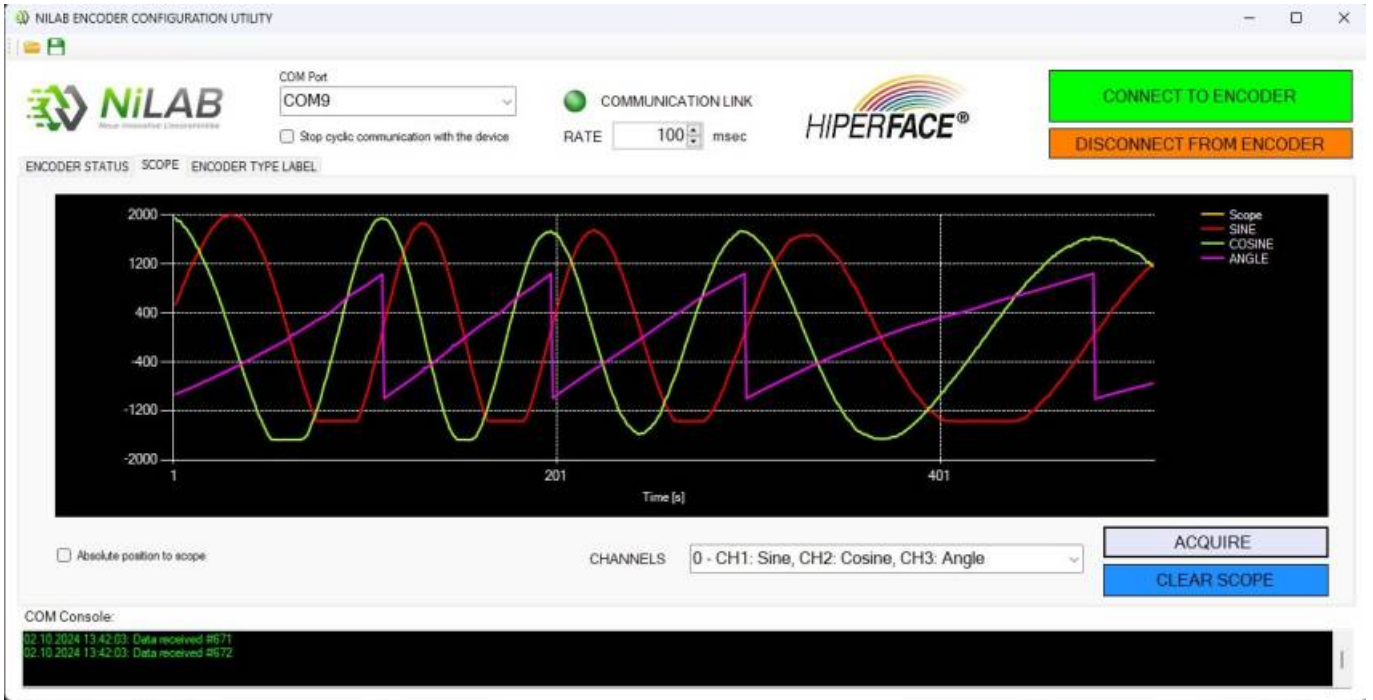 NILAB ENCODER CONFIGURATION UTILITY
COM Port
NiLAB
COM9
COMMUNICATION LINK
HIPERFACE®
CONNECT TO ENCODER
Stop cyclic communication with the device
RATE 100 msec
DISCONNECT FROM ENCODER
ENCODER STATUS SCOPE ENCODER TYPE LABEL
2000
1200
400
-400
-1200
-2000
Scope
SINE
COSINE
ANGLE
1 201 401
Time [s]
Absolute position to scope
CHANNELS 0 - CH1: Sine, CH2: Cosine, CH3: Angle
ACQUIRE
CLEAR SCOPE
COM Console:
02.10.2024 13:42:03: Data received #671
02.10.2024 13:42:03: Data received #672